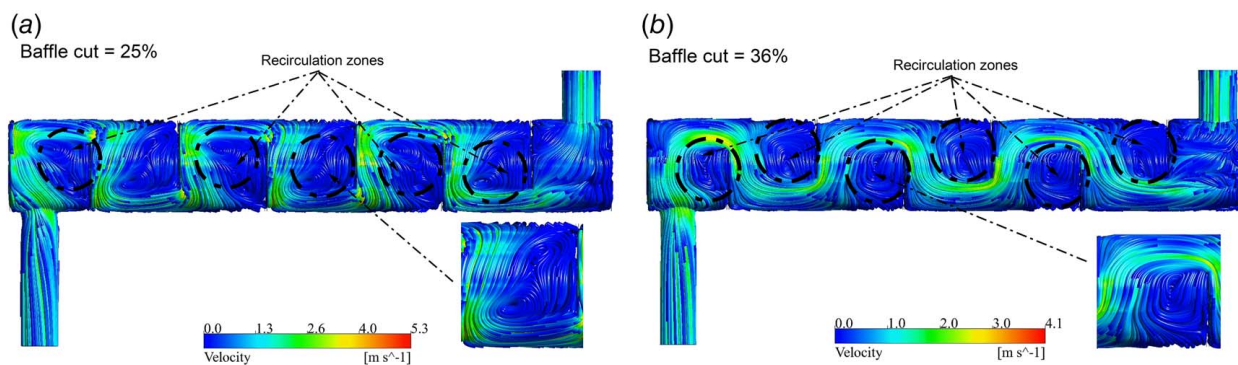 (a)
Baffle cut = 25%
Recirculation zones
0.0 1.3 2.6 4.0 5.3
Velocity [m s^-1]
(b)
Baffle cut = 36%
Recirculation zones
0.0 1.0 2.0 3.0 4.1
Velocity [m s^-1]